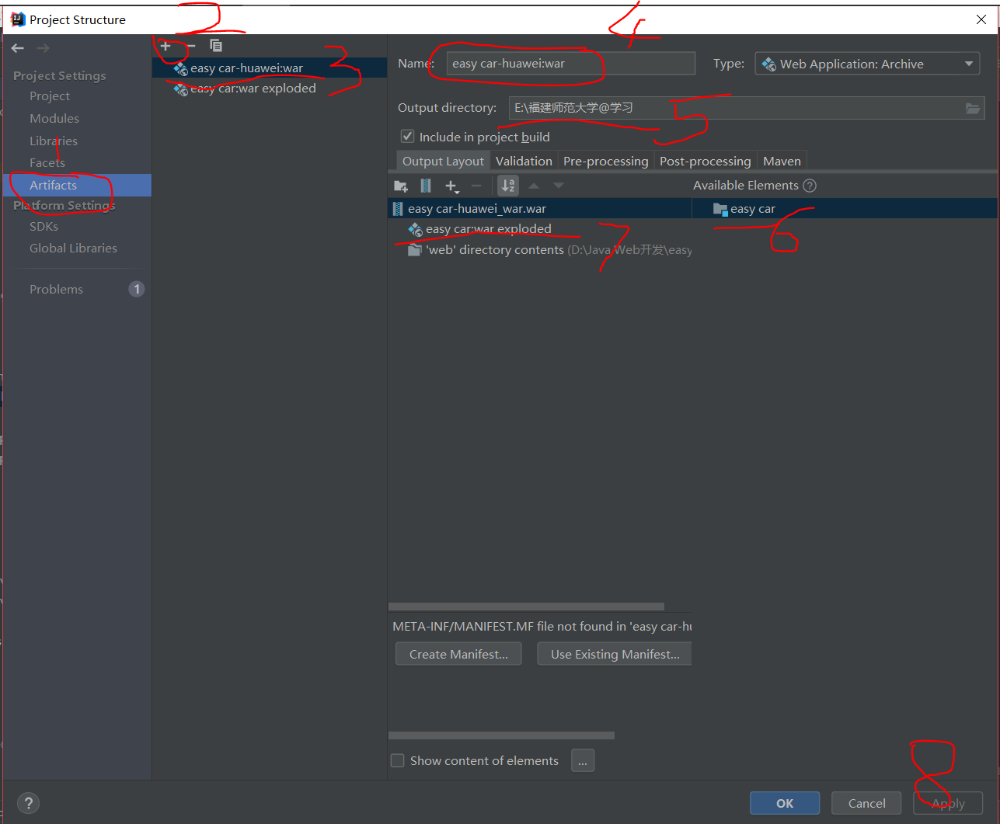 Project Structure
2
4
Project Settings
Project
Modules
Libraries
Facets
1
Artifacts
Platform Settings
SDKs
Global Libraries
Problems
1
easy car-huawei:war
3
easy car:war exploded
Name:
easy car-huawei:war
Type:
Web Application: Archive
Output directory:
E:\福建师范大学@学习
5
Include in project build
Output Layout
Validation
Pre-processing
Post-processing
Maven
Available Elements
?
easy car-huawei_war.war
easy car
6
easy car:war exploded
7
'web' directory contents (D:\Java Web开发\easy
META-INF/MANIFEST.MF file not found in 'easy car-hu
Create Manifest...
Use Existing Manifest...
Show content of elements
...
8
?
OK
Cancel
Apply